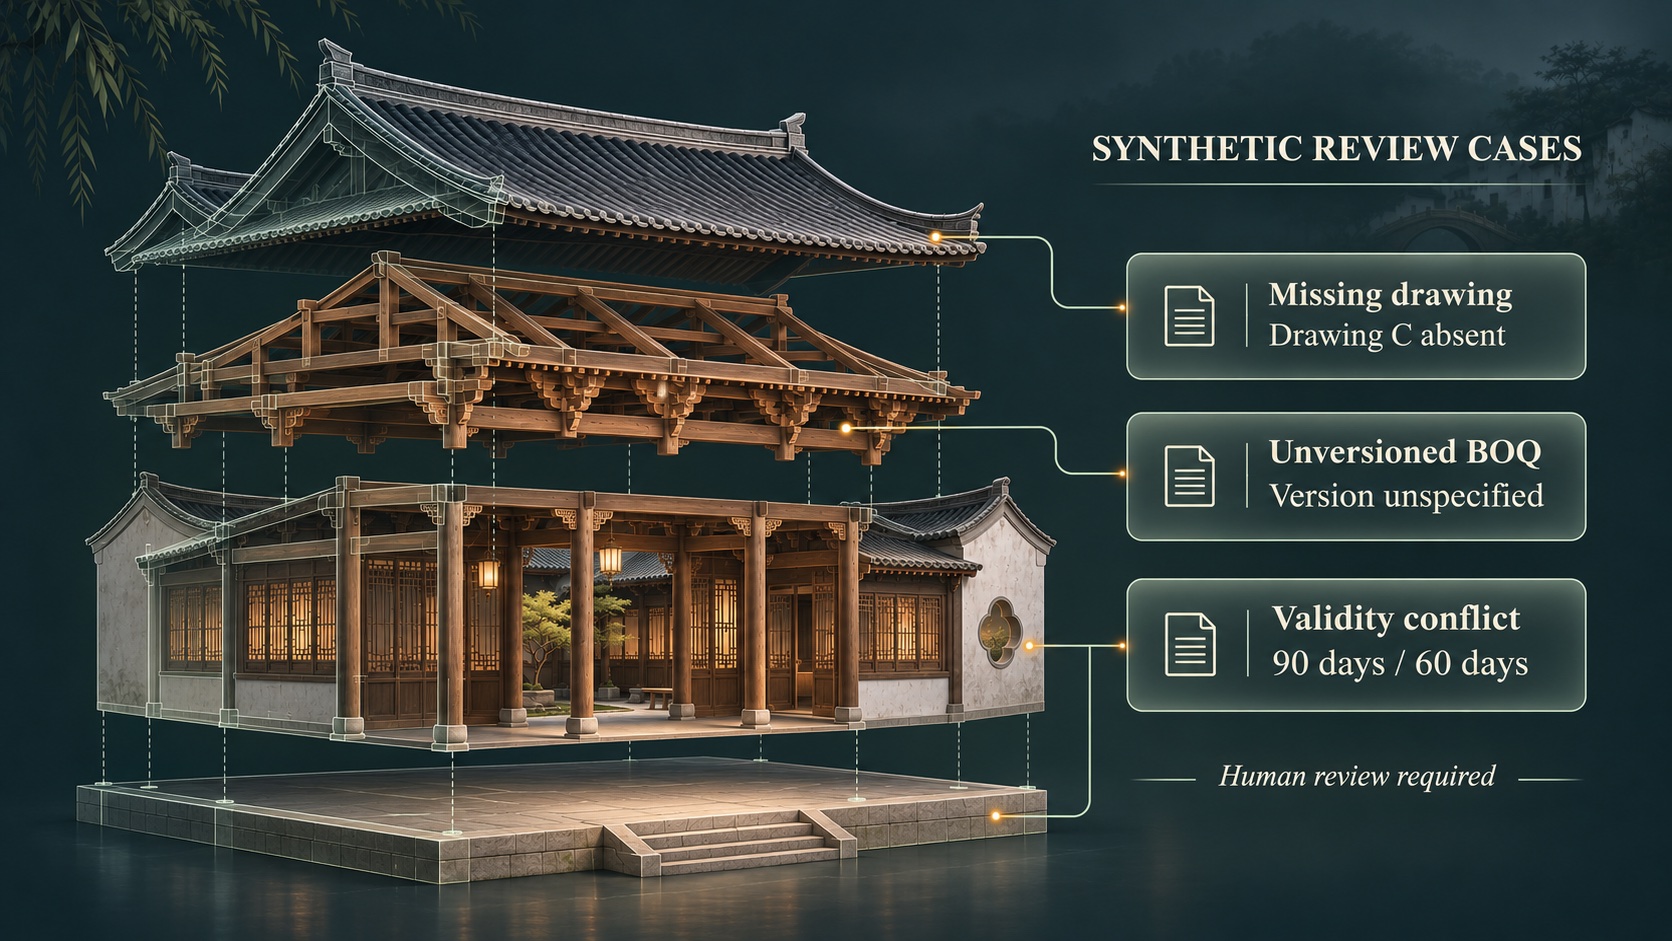 SYNTHETIC REVIEW CASES
Missing drawing
Drawing C absent
Unversioned BOQ
Version unspecified
Validity conflict
90 days / 60 days
Human review required